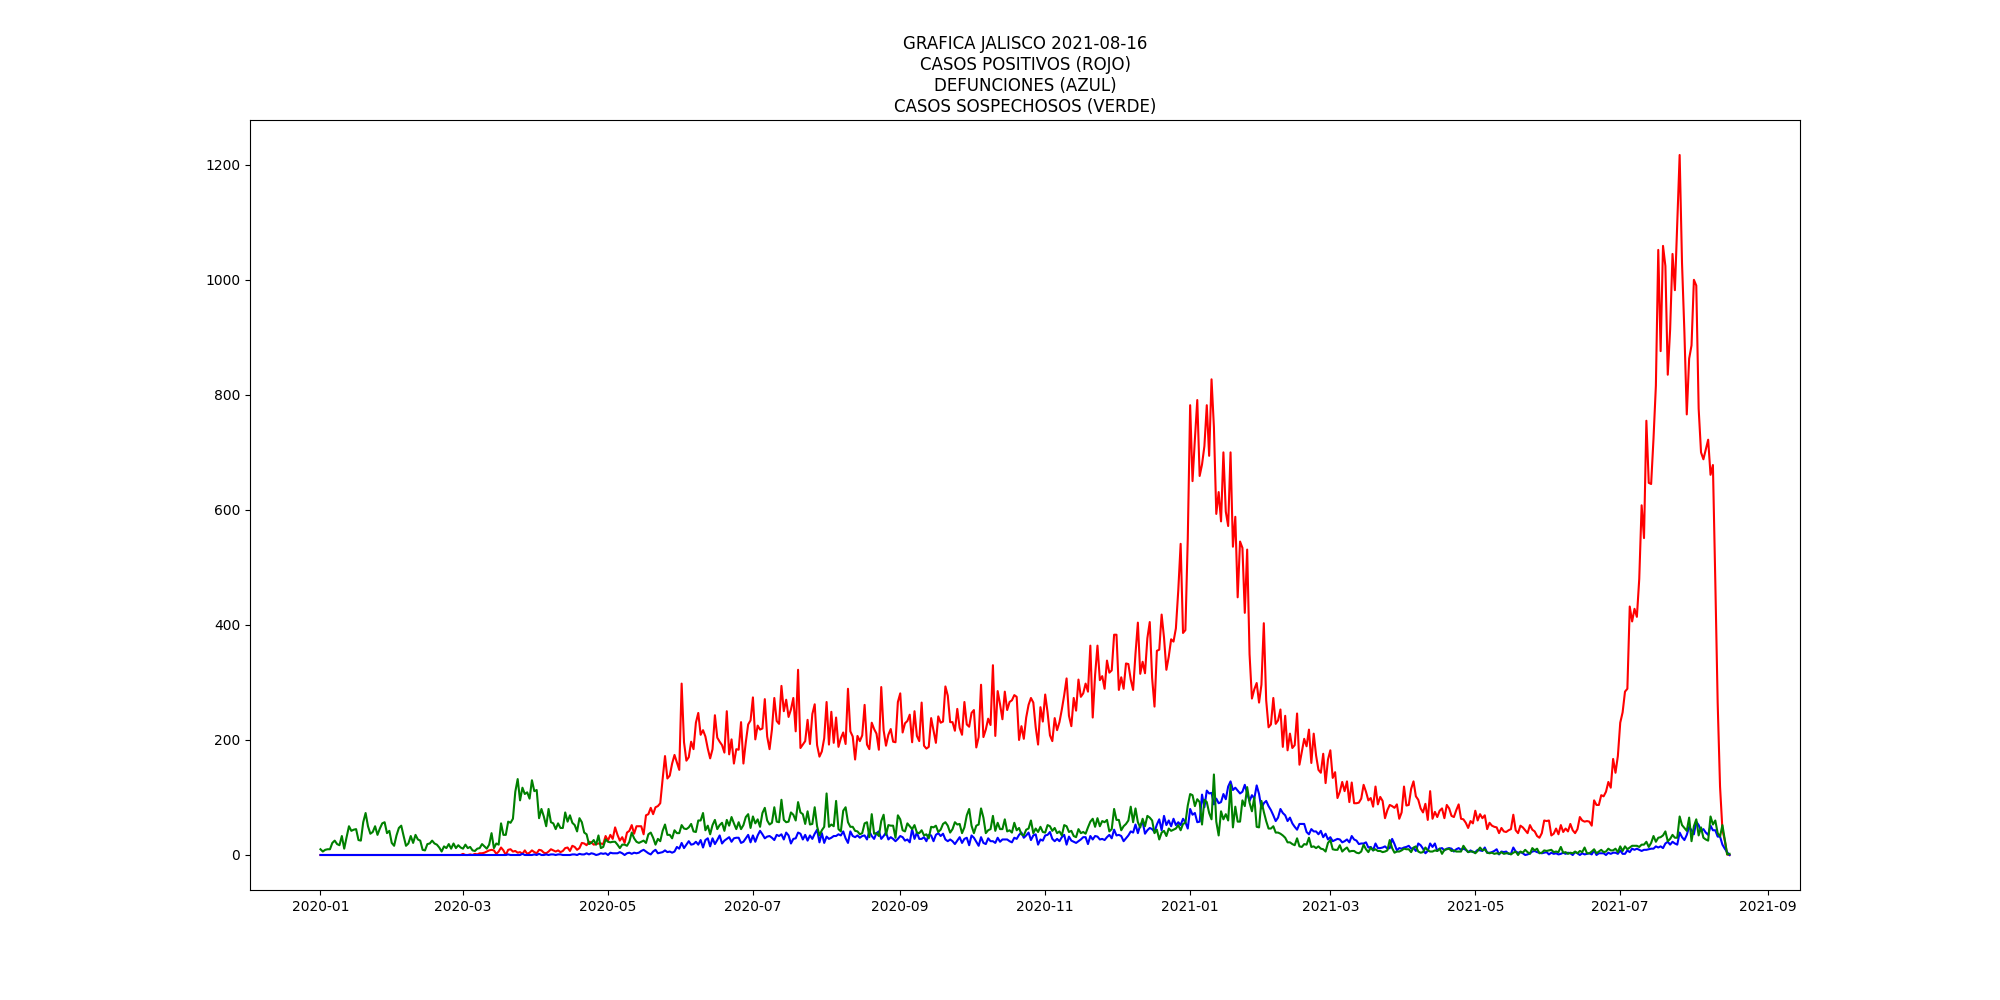 GRAFICA JALISCO 2021-08-16
CASOS POSITIVOS (ROJO)
DEFUNCIONES (AZUL)
CASOS SOSPECHOSOS (VERDE)
1200
1000
800
600
400
200
0
2020-01 2020-03 2020-05 2020-07 2020-09 2020-11 2021-01 2021-03 2021-05 2021-07 2021-09